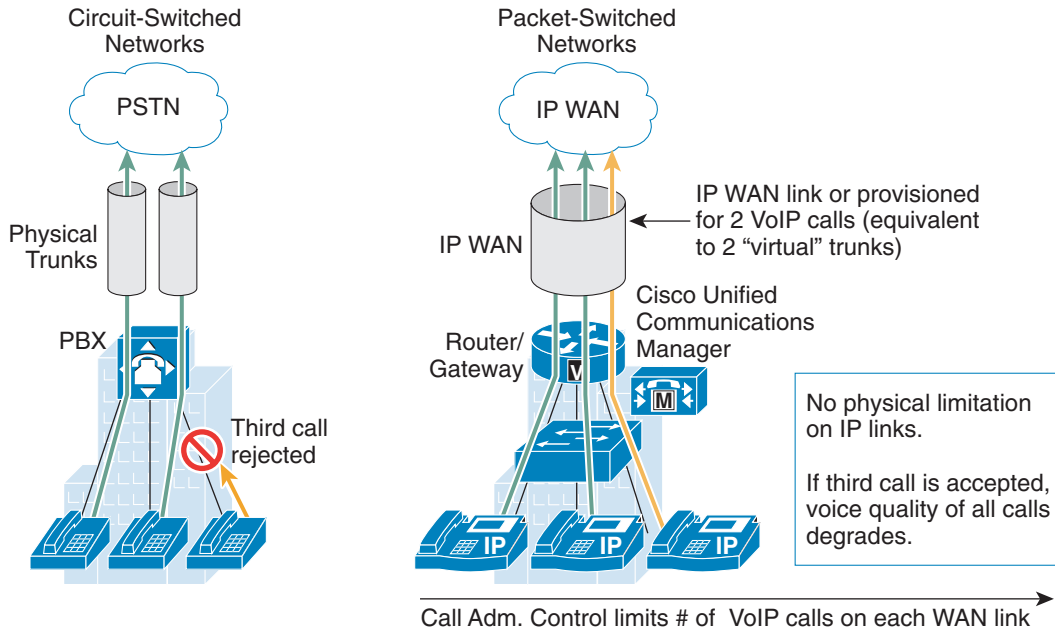 Circuit-Switched
Networks
PSTN
Physical
Trunks
PBX
Third call
rejected
Packet-Switched
Networks
IP WAN
IP WAN
IP WAN link or provisioned
for 2 VoIP calls (equivalent
to 2 “virtual” trunks)
Router/
Gateway
V
Cisco Unified
Communications
Manager
M
IP
IP
IP
No physical limitation
on IP links.
If third call is accepted,
voice quality of all calls
degrades.
Call Adm. Control limits # of VoIP calls on each WAN link